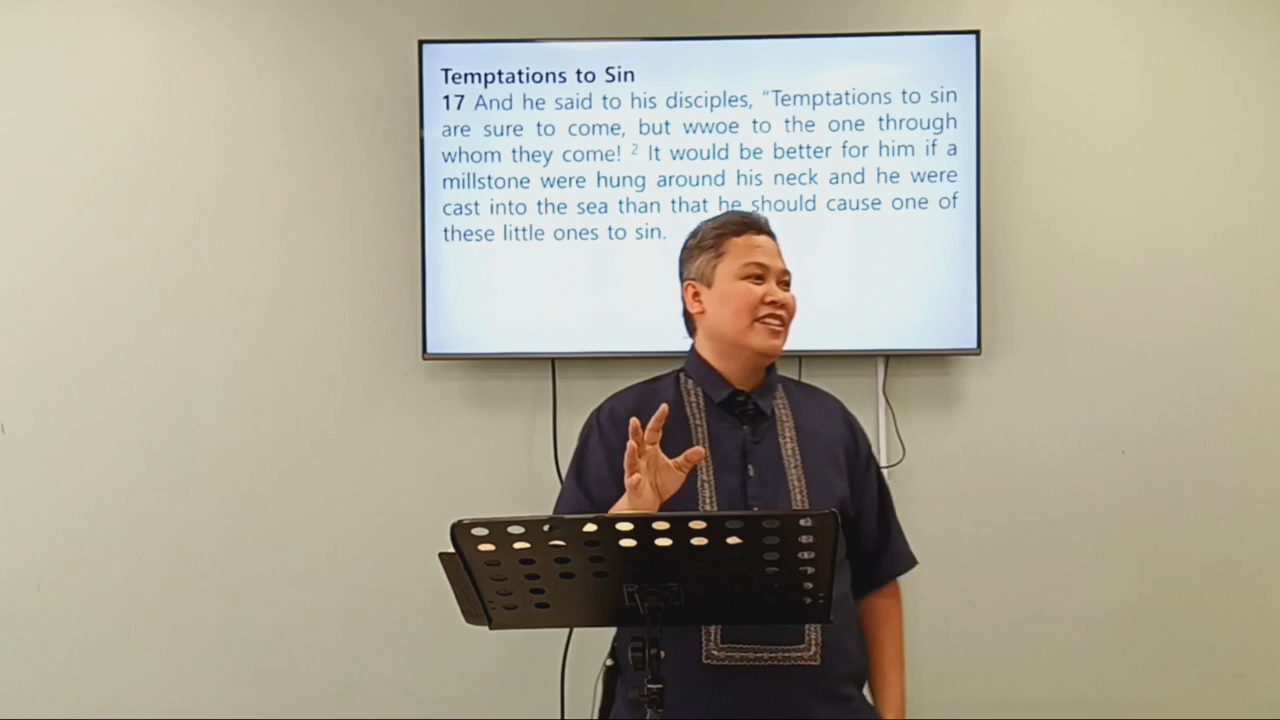 Temptations to Sin
17 And he said to his disciples, “Temptations to sin
are sure to come, but wwoe to the one through
whom they come! ² It would be better for him if a
millstone were hung around his neck and he were
cast into the sea than that he should cause one of
these little ones to sin.